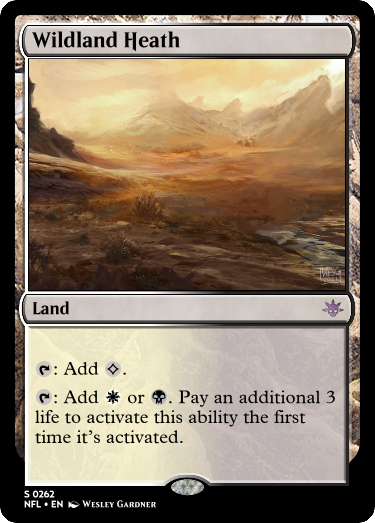 Wildland Heath
Land
: Add .
: Add or . Pay an additional 3
life to activate this ability the first
time it's activated.
S 0262
NFL • EN Wesley Gardner